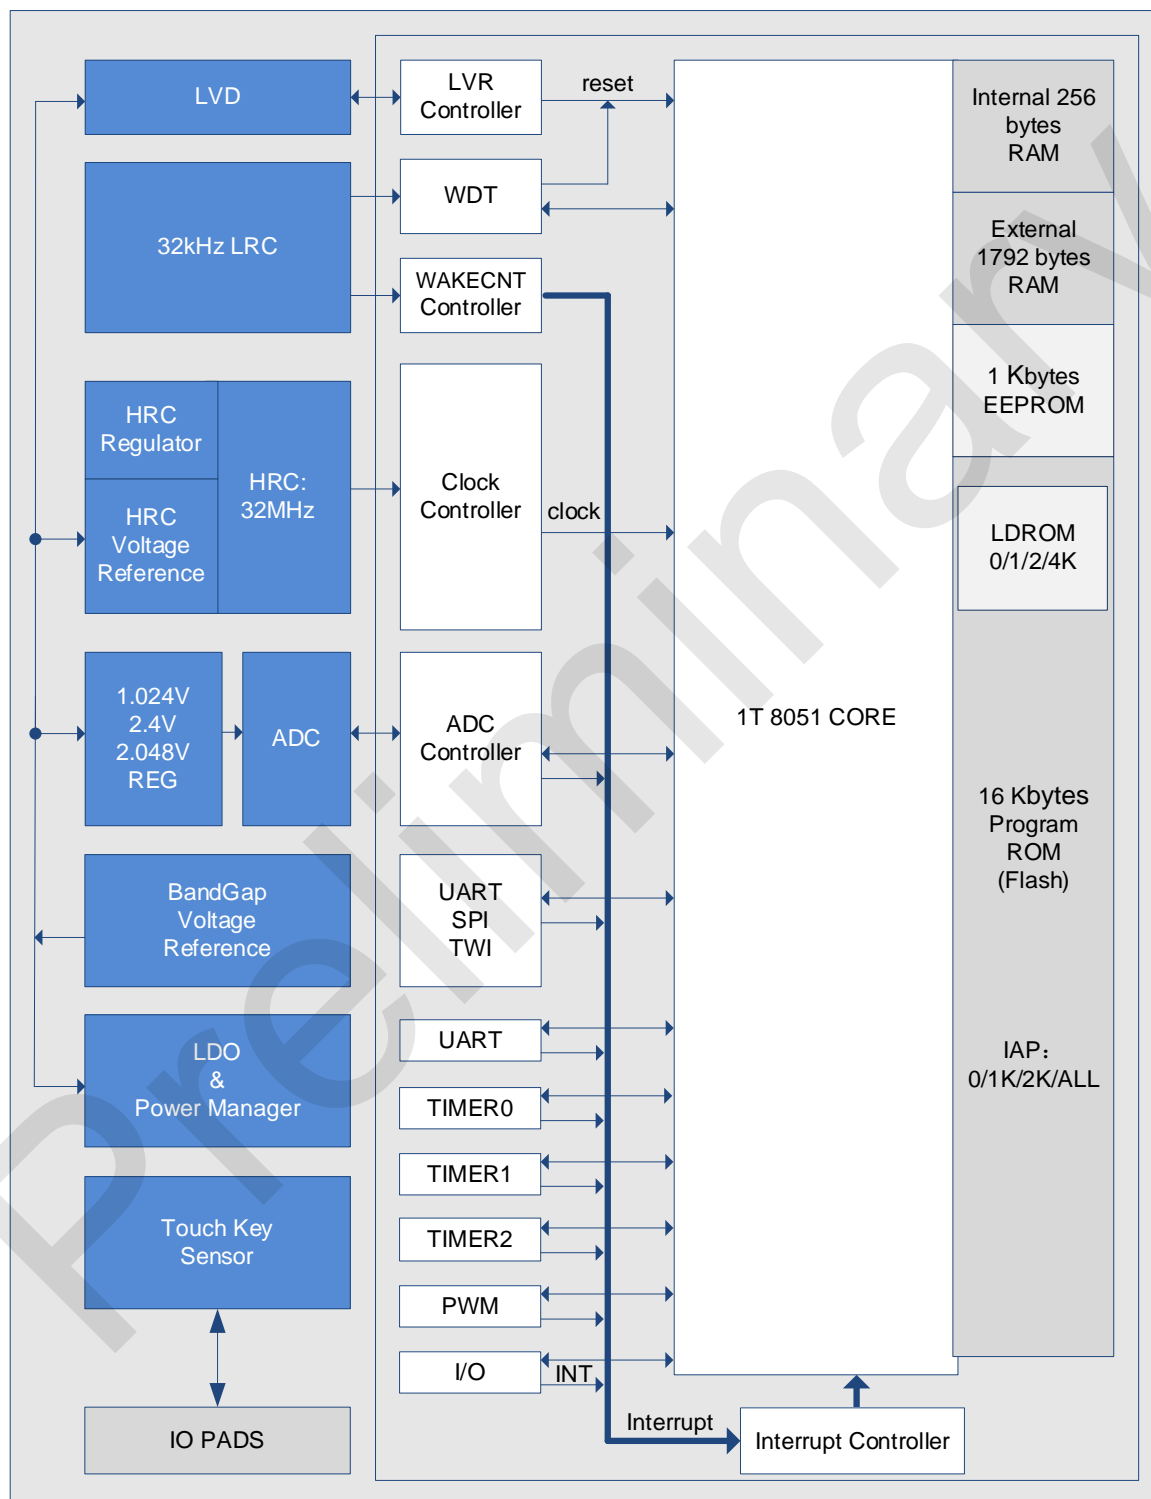 LVD
LVR
Controller
reset
Internal 256
bytes
RAM
32kHz LRC
WDT
External
1792 bytes
RAM
WAKECNT
Controller
HRC
Regulator
HRC
Voltage
Reference
HRC:
32MHz
Clock
Controller
clock
1 Kbytes
EEPROM
LDROM
0/1/2/4K
1.024V
2.4V
2.048V
REG
ADC
ADC
Controller
1T 8051 CORE
16 Kbytes
Program
ROM
(Flash)
BandGap
Voltage
Reference
UART
SPI
TWI
LDO
&
Power Manager
UART
IAP：
0/1K/2K/ALL
TIMER0
TIMER1
Touch Key
Sensor
TIMER2
PWM
I/O
INT
IO PADS
Interrupt
Interrupt Controller
Preliminary